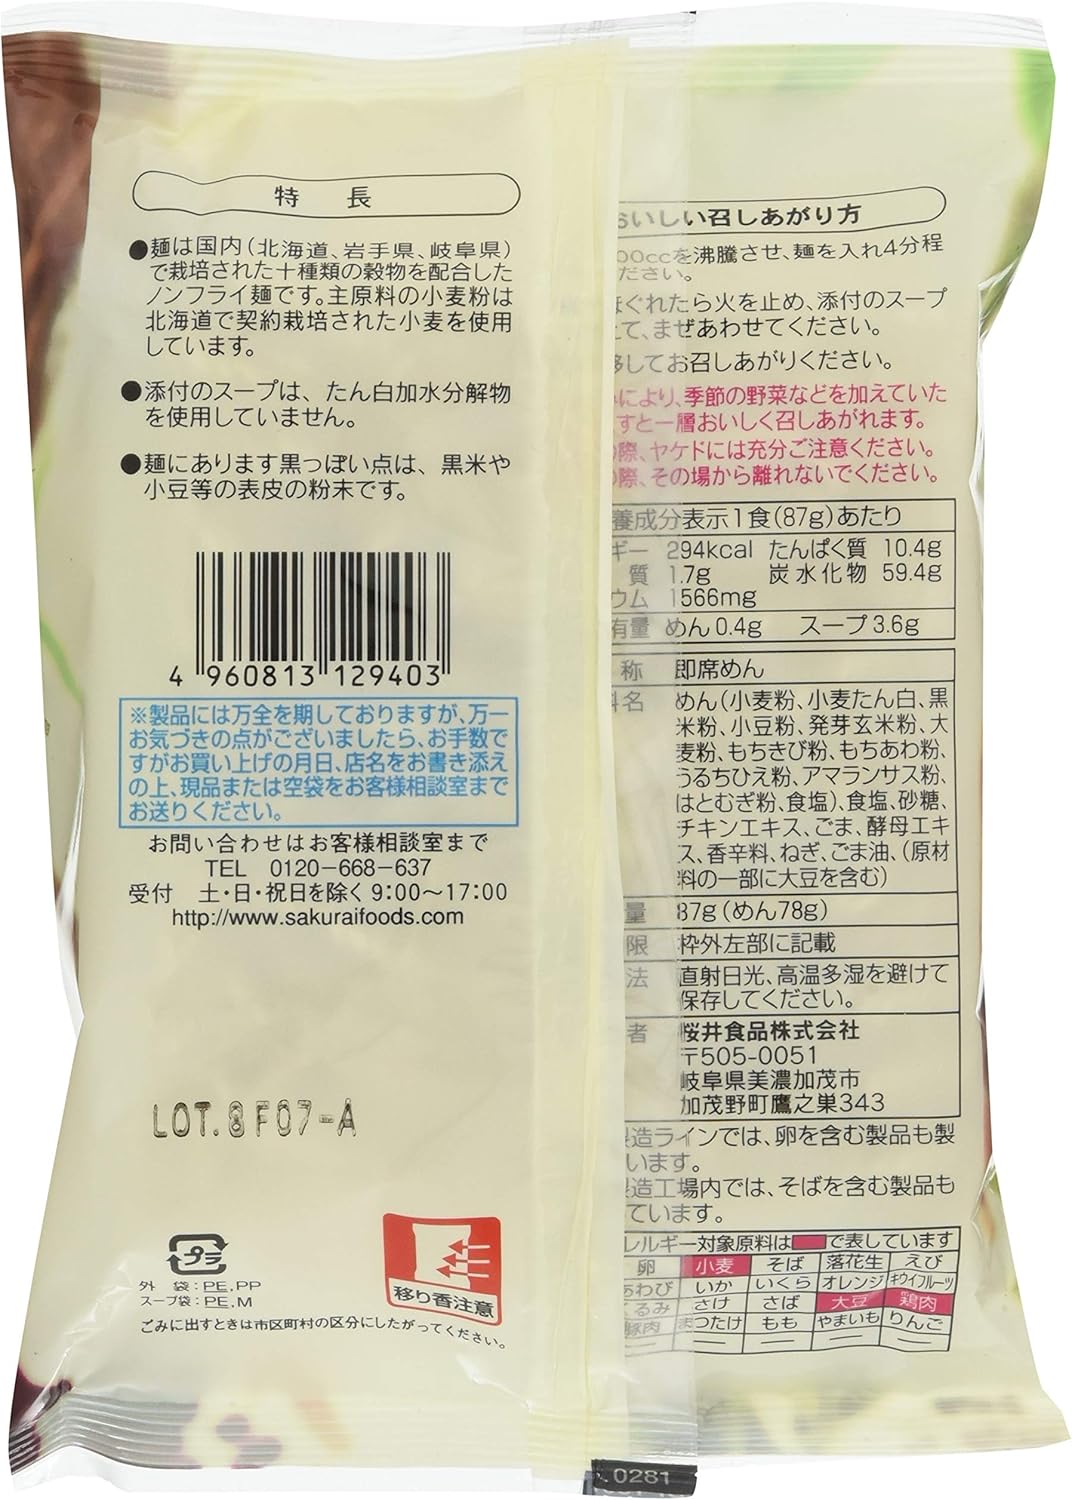 特長
●麺は国内(北海道、岩手県、岐阜県)
で栽培された十種類の穀物を配合した
ノンフライ麺です。主原料の小麦粉は
北海道で契約栽培された小麦を使用
しています。
●添付のスープは、たん白加水分解物
を使用していません。
●麺にあります黒っぽい点は、黒米や
小豆等の表皮の粉末です。
4 960813 129403
※製品には万全を期しておりますが、万一
お気づきの点がございましたら、お手数で
すがお買い上げの月日、店名をお書き添え
の上、現品または空袋をお客様相談室まで
お送りください。
お問い合わせはお客様相談室まで
TEL 0120-668-637
受付 土・日・祝日を除く 9:00〜17:00
http://www.sakuraifoods.com
LOT.8F07-A
プラ
外 袋:PE,PP
スープ袋:PE,M
移り香注意
ごみに出すときは市区町村の区分にしたがってください。
おいしい召しあがり方
00ccを沸騰させ、麺を入れ4分程
ださい。
ほぐれたら火を止め、添付のスープ
て、まぜあわせてください。
移してお召しあがりください。
により、季節の野菜などを加えていた
すと一層おいしく召しあがれます。
の際、ヤケドには充分ご注意ください。
の際、その場から離れないでください。
養成分表示1食(87g)あたり
ギー 294kcal たんぱく質 10.4g
質 1.7g 炭水化物 59.4g
ウム 1566mg
有量 めん0.4g スープ3.6g
称 即席めん
料名 めん(小麦粉、小麦たん白、黒
米粉、小豆粉、発芽玄米粉、大
麦粉、もちきび粉、もちあわ粉、
うるちひえ粉、アマランサス粉、
はとむぎ粉、食塩)、食塩、砂糖、
チキンエキス、ごま、酵母エキ
ス、香辛料、ねぎ、ごま油、(原材
料の一部に大豆を含む)
量 87g(めん78g)
限 枠外左部に記載
法 直射日光、高温多湿を避けて
保存してください。
者 桜井食品株式会社
〒505-0051
岐阜県美濃加茂市
加茂野町鷹之巣343
製造ラインでは、卵を含む製品も製
います。
製造工場内では、そばを含む製品も
ています。
レルギー対象原料は で表しています
卵 小麦 そば 落花生 えび
あわび いか いくら オレンジ キウイフルーツ
くるみ さけ さば 大豆 鶏肉
豚肉 まつたけ もも やまいも りんご
0281